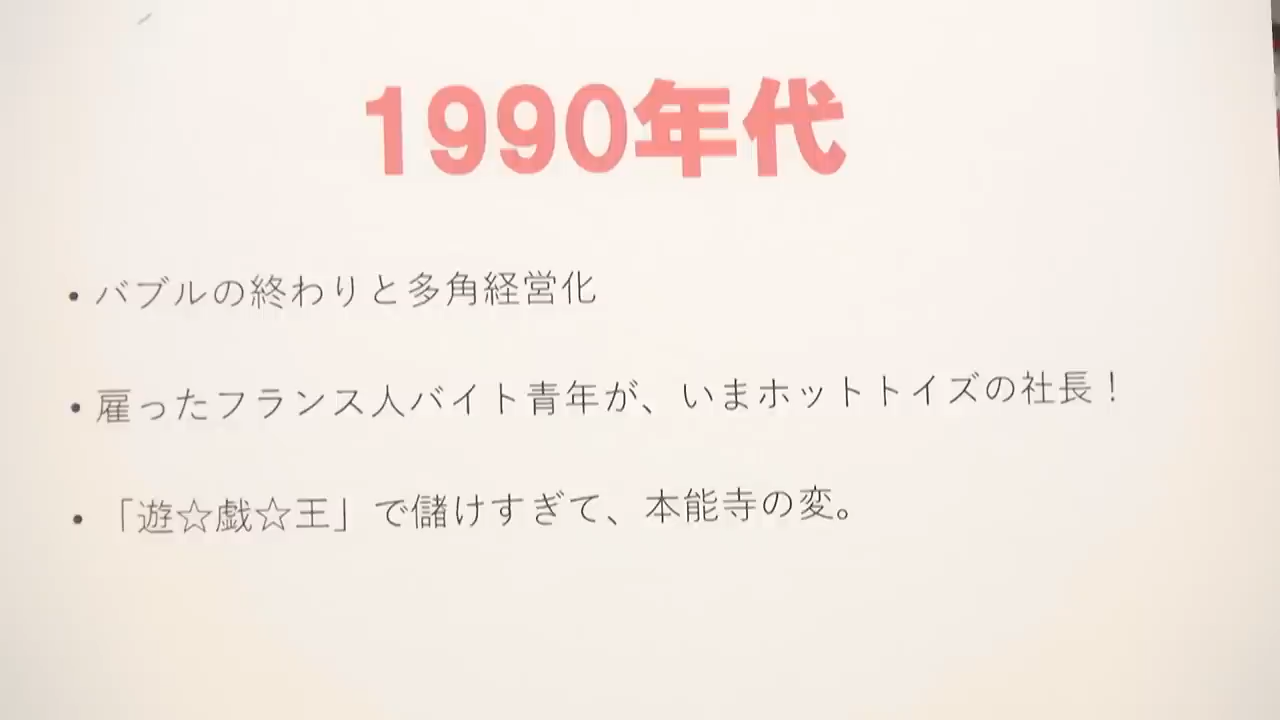 1990年代
• バブルの終わりと多角経営化
• 雇ったフランス人バイト青年が、いまホットトイズの社長！
• 「遊☆戯☆王」で儲けすぎて、本能寺の変。